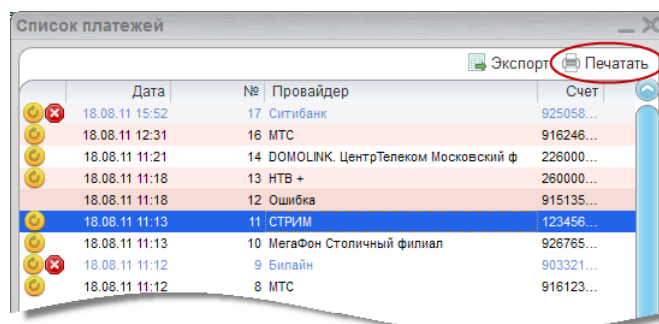 Список платежей
Экспорт Печатать
Дата № Провайдер Счет
18.08.11 15:52 17 Ситибанк 925058...
18.08.11 12:31 16 МТС 916246...
18.08.11 11:21 14 DOMOLINK. ЦентрТелеком Московский ф 226000...
18.08.11 11:18 13 НТВ + 260000...
18.08.11 11:18 12 Ошибка 915135...
18.08.11 11:13 11 СТРИМ 123456...
18.08.11 11:13 10 МегаФон Столичный филиал 926765...
18.08.11 11:12 9 Билайн 903321...
18.08.11 11:12 8 МТС 916123...